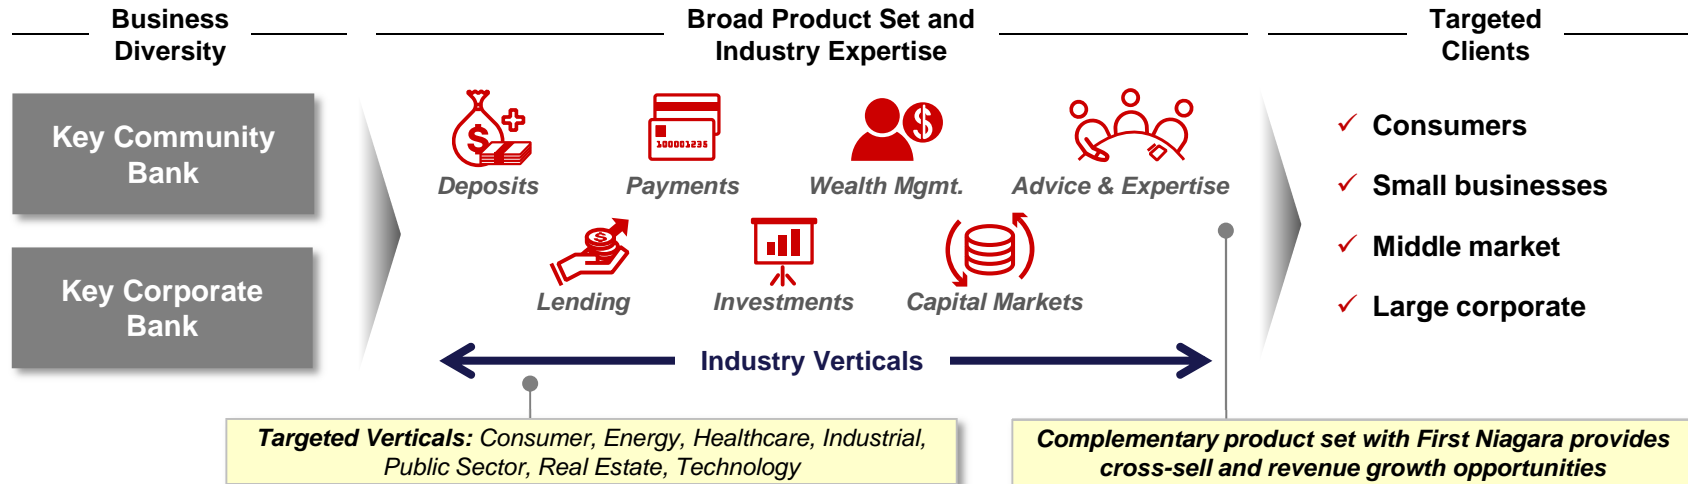 Business
Diversity
Broad Product Set and
Industry Expertise
Targeted
Clients
Key Community
Bank
Key Corporate
Bank
$
100001235
$
Deposits
Payments
Wealth Mgmt.
Advice & Expertise
$
Lending
Investments
Capital Markets
Industry Verticals
Consumers
Small businesses
Middle market
Large corporate
Targeted Verticals: Consumer, Energy, Healthcare, Industrial,
Public Sector, Real Estate, Technology
Complementary product set with First Niagara provides
cross-sell and revenue growth opportunities